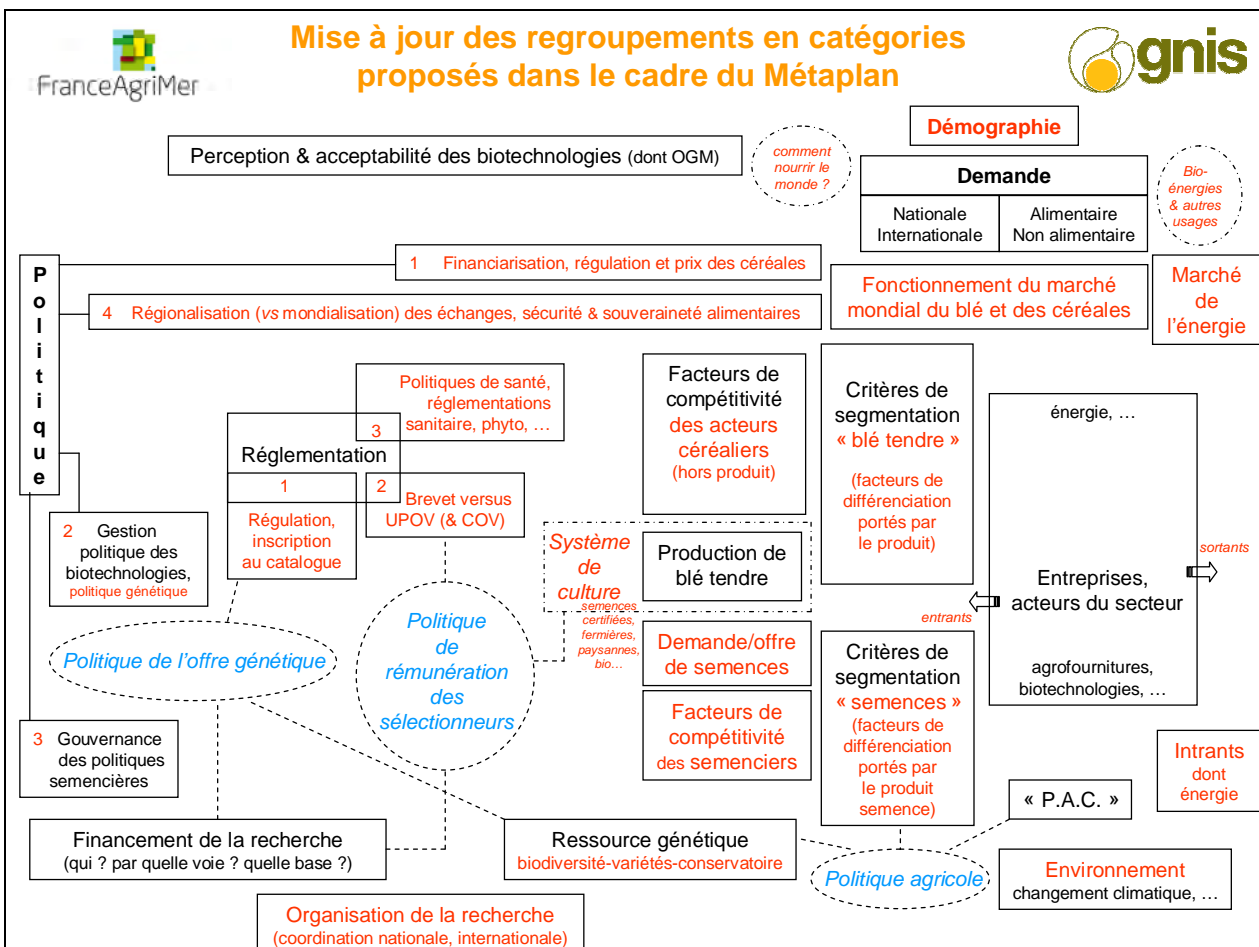 FranceAgriMer
Mise à jour des regroupements en catégories
proposés dans le cadre du Métaplan
gnis
Démographie
Perception & acceptabilité des biotechnologies (dont OGM)
comment
nourrir le
monde ?
Demande
Nationale
Internationale
Alimentaire
Non alimentaire
Bio-
énergies
& autres
usages
Politique
1 Financiarisation, régulation et prix des céréales
4 Régionalisation (vs mondialisation) des échanges, sécurité & souveraineté alimentaires
Fonctionnement du marché
mondial du blé et des céréales
Marché
de
l'énergie
Politiques de santé,
réglementations
sanitaire, phyto, …
3
Réglementation
1
2
Régulation,
inscription
au catalogue
Brevet versus
UPOV (& COV)
Facteurs de
compétitivité
des acteurs
céréaliers
(hors produit)
Critères de
segmentation
« blé tendre »
(facteurs de
différenciation
portés par
le produit)
énergie, …
Entreprises,
acteurs du secteur
agrofournitures,
biotechnologies, …
sortants
entrants
2 Gestion
politique des
biotechnologies,
politique génétique
Système
de
culture
Production de
blé tendre
semences
certifiées,
fermières,
paysannes,
bio…
Politique de l'offre génétique
Politique
de
rémunération
des
sélectionneurs
Demande/offre
de semences
Facteurs de
compétitivité
des semenciers
Critères de
segmentation
« semences »
(facteurs de
différenciation
portés par
le produit
semence)
3 Gouvernance
des politiques
semencières
Intrants
dont
énergie
« P.A.C. »
Financement de la recherche
(qui ? par quelle voie ? quelle base ?)
Ressource génétique
biodiversité-variétés-conservatoire
Politique agricole
Environnement
changement climatique, …
Organisation de la recherche
(coordination nationale, internationale)